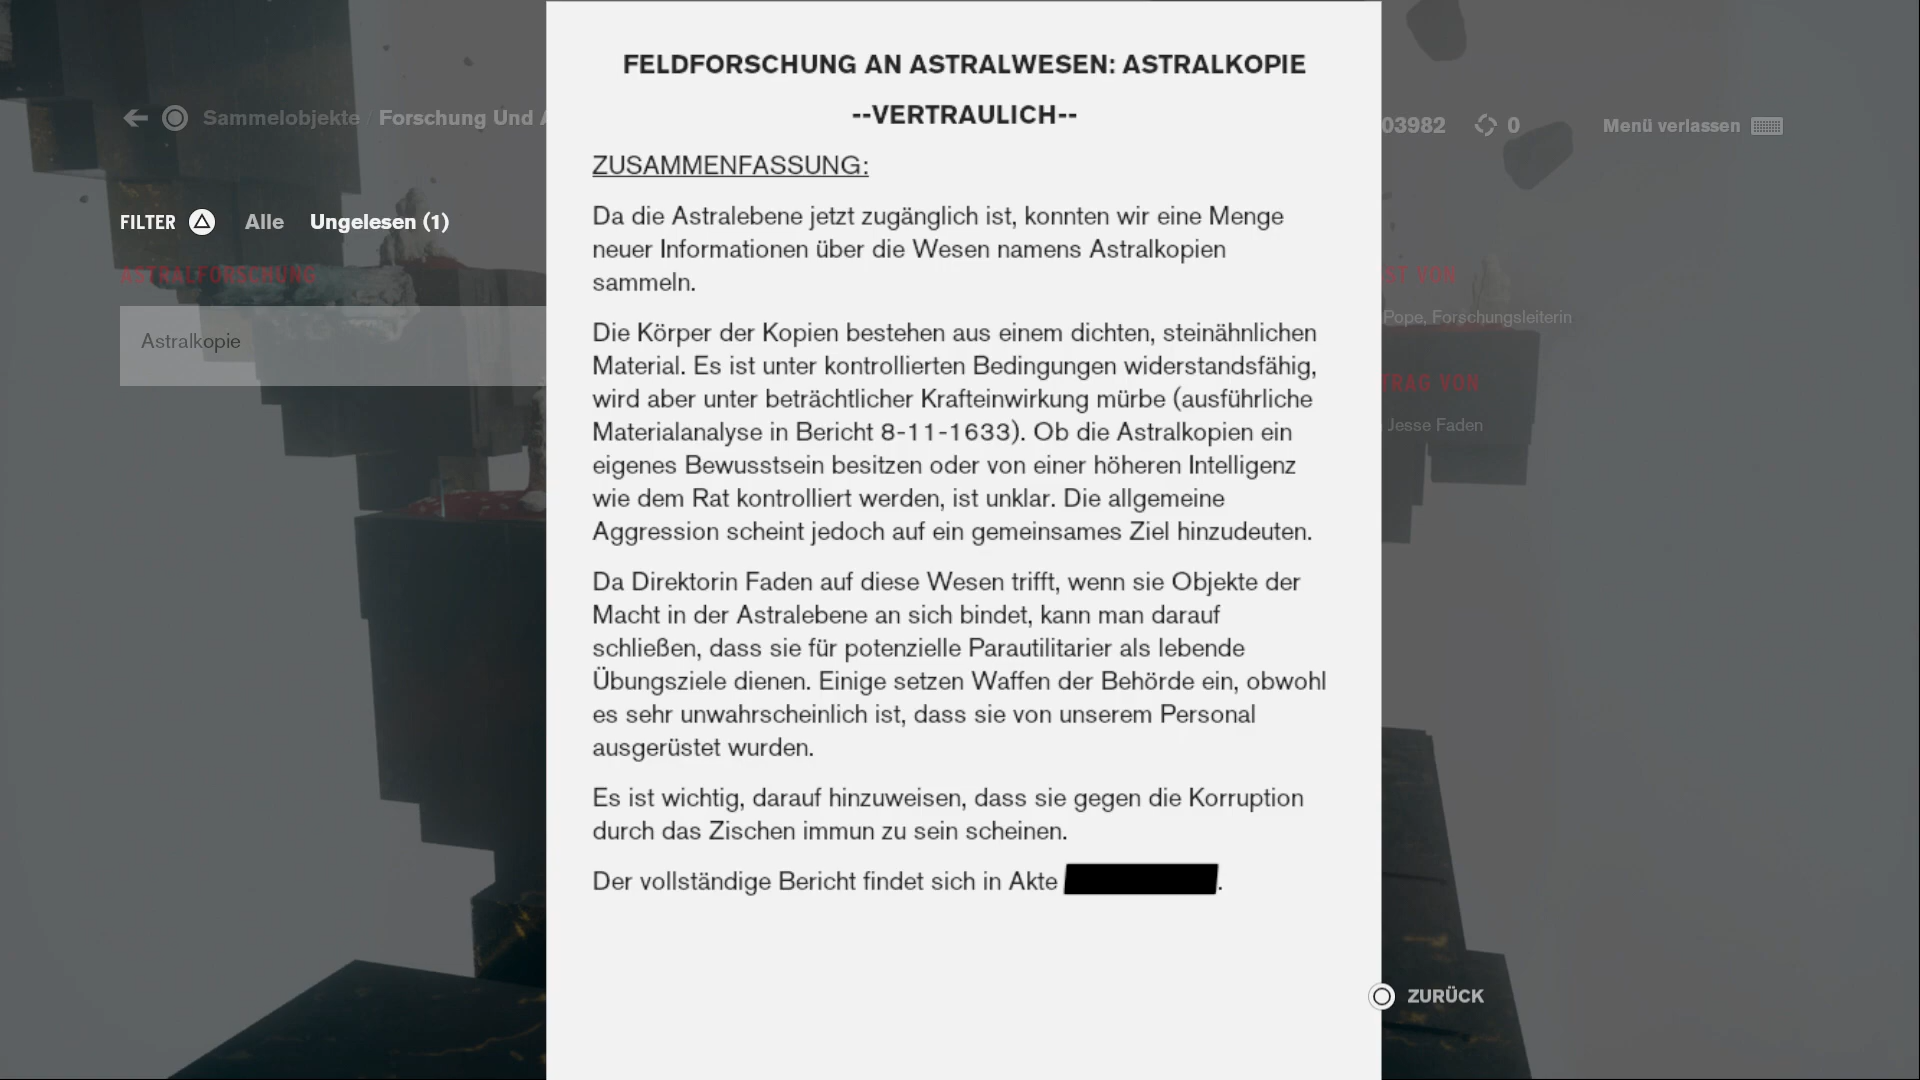 FELDFORSCHUNG AN ASTRALWESEN: ASTRALKOPIE
--VERTRAULICH--
Sammelobjekte / Forschung Und
03982 0 Menü verlassen
ZUSAMMENFASSUNG:
FILTER Alle Ungelesen (1)
ASTRALFORSCHUNG
Astralkopie
Da die Astralebene jetzt zugänglich ist, konnten wir eine Menge
neuer Informationen über die Wesen namens Astralkopien
sammeln.
Die Körper der Kopien bestehen aus einem dichten, steinähnlichen
Material. Es ist unter kontrollierten Bedingungen widerstandsfähig,
wird aber unter beträchtlicher Krafteinwirkung mürbe (ausführliche
Materialanalyse in Bericht 8-11-1633). Ob die Astralkopien ein
eigenes Bewusstsein besitzen oder von einer höheren Intelligenz
wie dem Rat kontrolliert werden, ist unklar. Die allgemeine
Aggression scheint jedoch auf ein gemeinsames Ziel hinzudeuten.
Da Direktorin Faden auf diese Wesen trifft, wenn sie Objekte der
Macht in der Astralebene an sich bindet, kann man darauf
schließen, dass sie für potenzielle Parautilitarier als lebende
Übungsziele dienen. Einige setzen Waffen der Behörde ein, obwohl
es sehr unwahrscheinlich ist, dass sie von unserem Personal
ausgerüstet wurden.
Es ist wichtig, darauf hinzuweisen, dass sie gegen die Korruption
durch das Zischen immun zu sein scheinen.
Der vollständige Bericht findet sich in Akte .
ST VON
Pope, Forschungsleiterin
TRAG VON
Jesse Faden
ZURÜCK